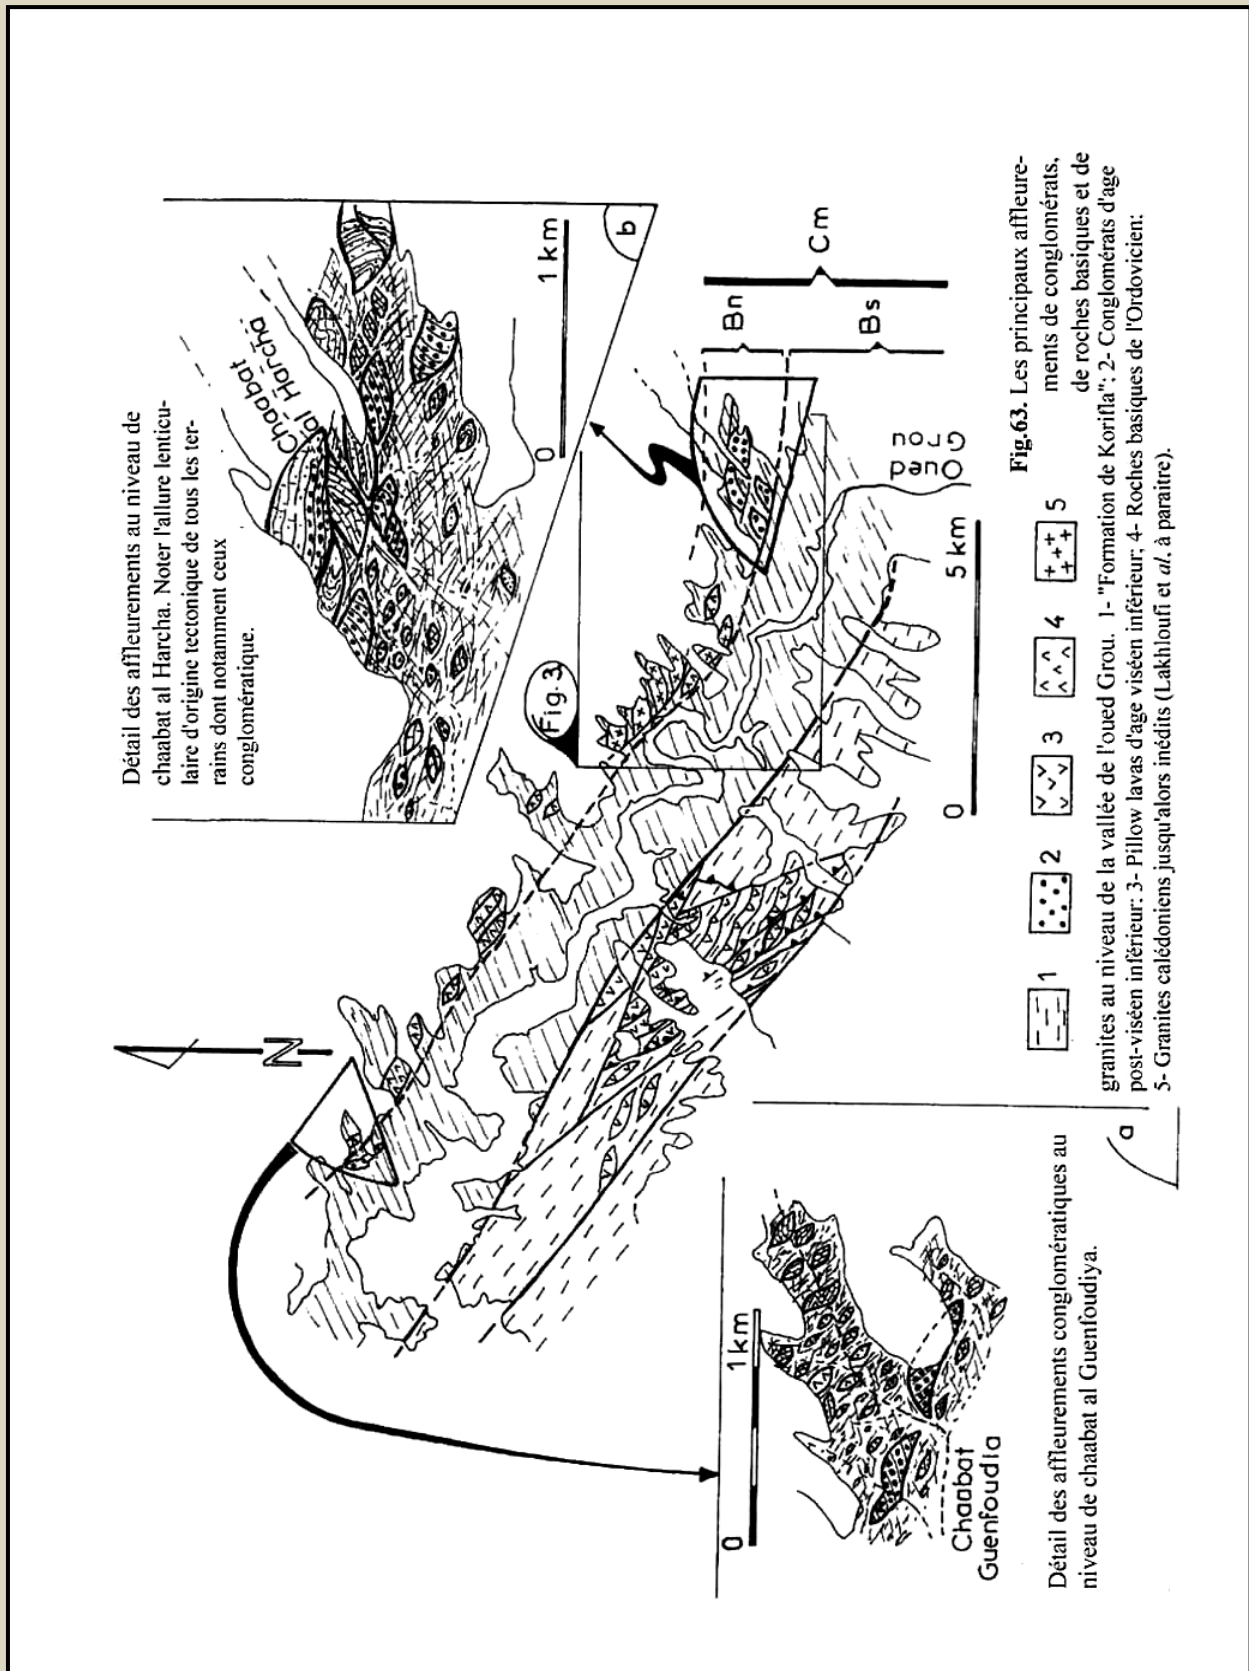 Détail des affleurements au niveau de
chaabat al Harcha. Noter l'allure lenticu-
laire d'origine tectonique de tous les ter-
rains dont notamment ceux
conglomératique.
Chaabat
al Harcha
0 1 km
b
N
Fig. 3
Bn
Bs
Cm
Oued
Grou
0 5 km
0 1 km
Chaabat
Guenfoudia
a
Détail des affleurements conglomératiques au
niveau de chaabat al Guenfoudiya.
1 2 3 4 5
Fig.63. Les principaux affleure-
ments de conglomérats,
de roches basiques et de
granites au niveau de la vallée de l'oued Grou. 1- "Formation de Korifla"; 2- Conglomérats d'age
post-viséen inférieur: 3- Pillow lavas d'age viséen inférieur; 4- Roches basiques de l'Ordovicien:
5- Granites calédoniens jusqu'alors inédits (Lakhloufi et al. à paraitre).